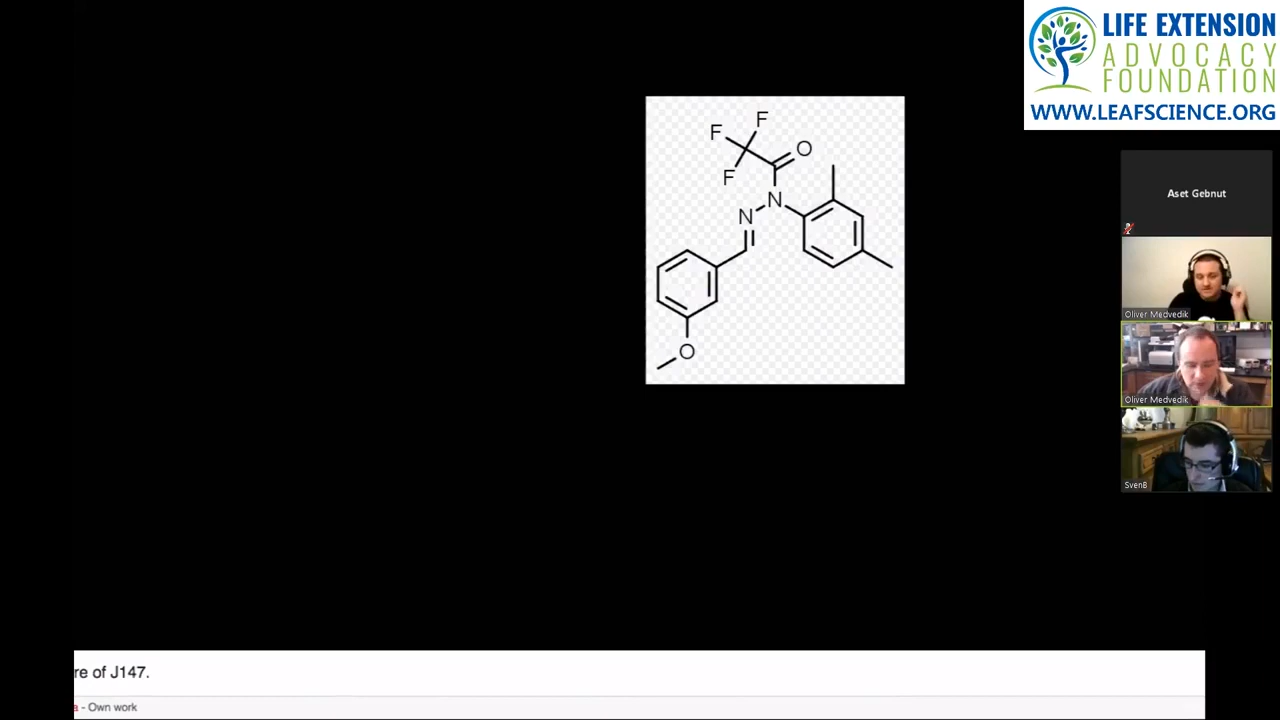 LIFE EXTENSION
ADVOCACY
FOUNDATION
WWW.LEAFSCIENCE.ORG
F
F
F
O
N
N
O
Aset Gebnut
Oliver Medvedik
Oliver Medvedik
SvenB
re of J147.
a - Own work